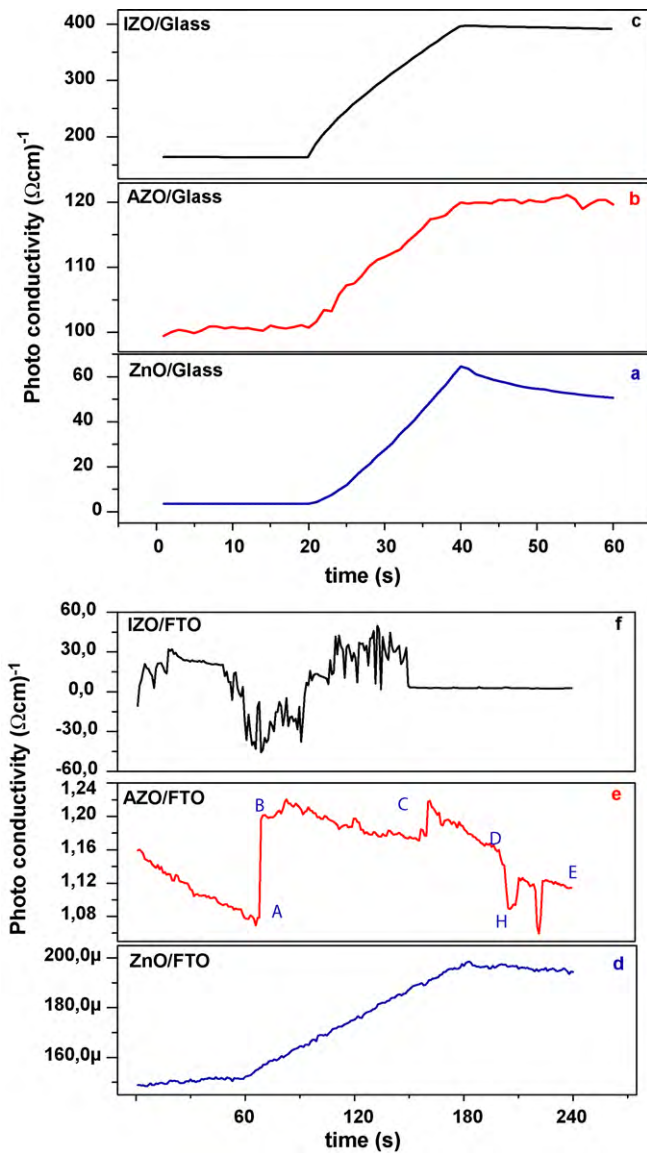 IZO/Glass
c
400
300
200
Photo conductivity (Ωcm)⁻¹
AZO/Glass
b
120
110
100
ZnO/Glass
a
60
40
20
0
0 10 20 30 40 50 60
time (s)
IZO/FTO
f
60,0
30,0
0,0
-30,0
-60,0
Photo conductivity (Ωcm)⁻¹
AZO/FTO
e
1,24
1,20
1,16
1,12
1,08
B C
D
E
A
H
ZnO/FTO
d
200,0µ
180,0µ
160,0µ
60 120 180 240
time (s)